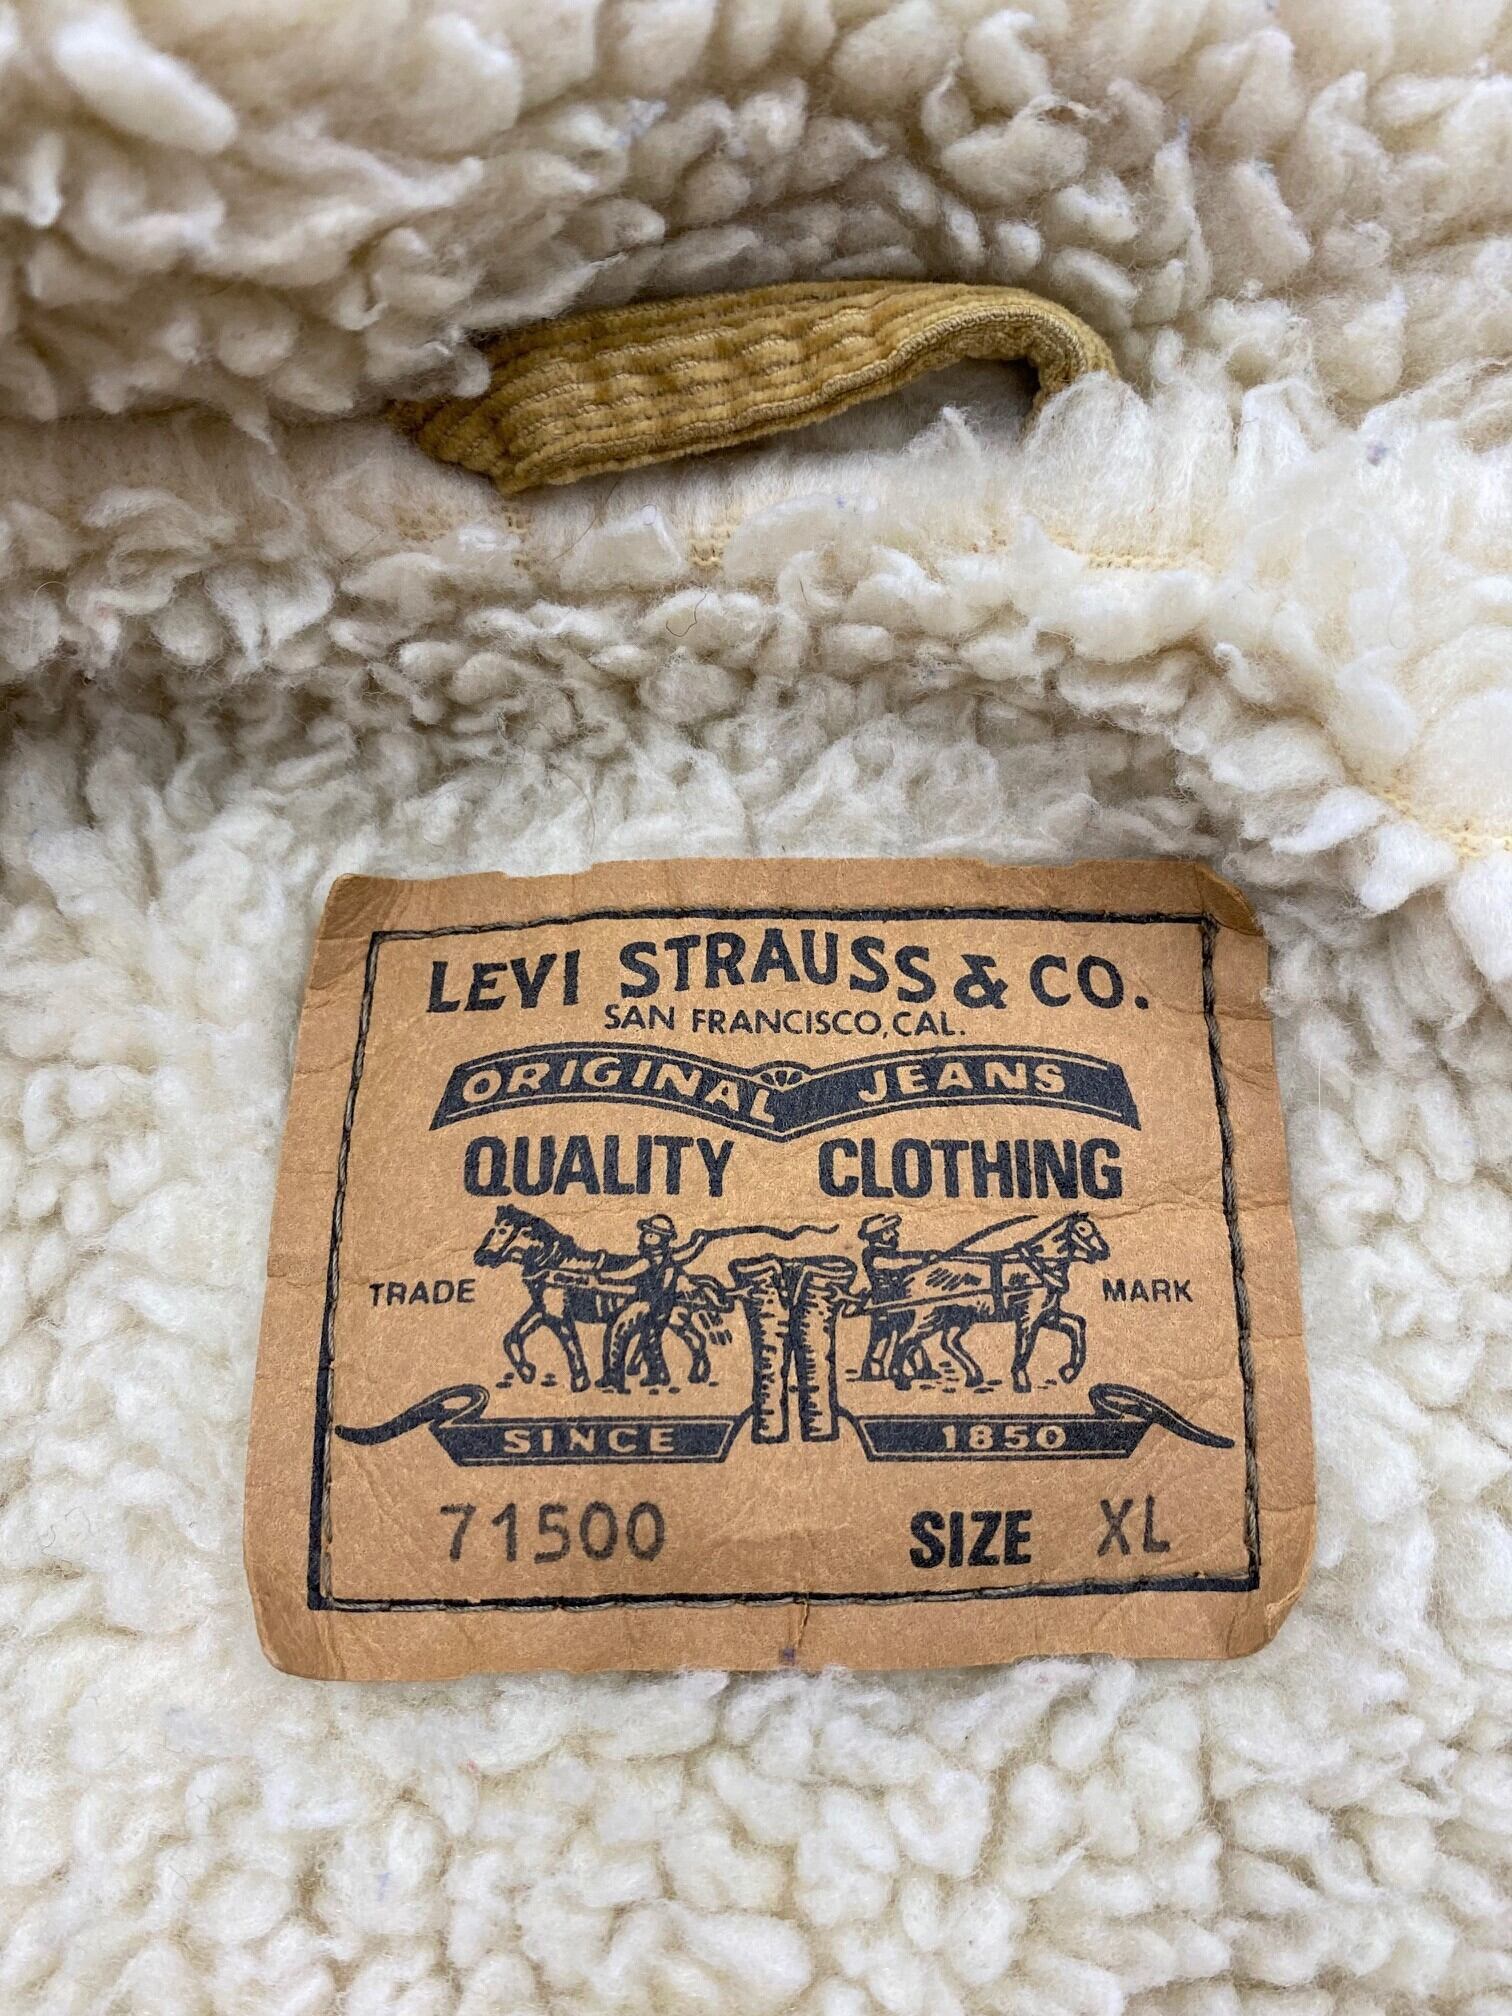 LEVI STRAUSS & CO.
SAN FRANCISCO, CAL.
ORIGINAL JEANS
QUALITY CLOTHING
TRADE MARK
SINCE 1850
71500 SIZE XL